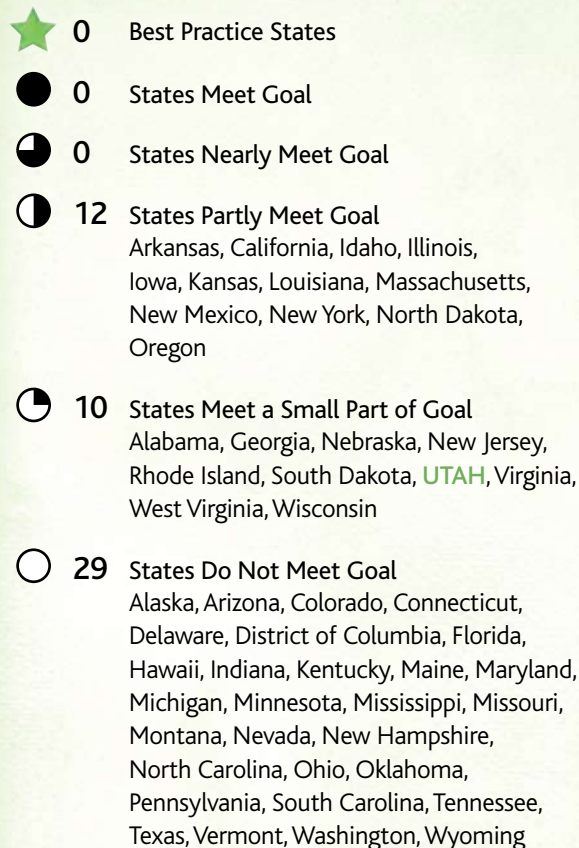 0 Best Practice States
0 States Meet Goal
0 States Nearly Meet Goal
12 States Partly Meet Goal
Arkansas, California, Idaho, Illinois,
Iowa, Kansas, Louisiana, Massachusetts,
New Mexico, New York, North Dakota,
Oregon
10 States Meet a Small Part of Goal
Alabama, Georgia, Nebraska, New Jersey,
Rhode Island, South Dakota, UTAH, Virginia,
West Virginia, Wisconsin
29 States Do Not Meet Goal
Alaska, Arizona, Colorado, Connecticut,
Delaware, District of Columbia, Florida,
Hawaii, Indiana, Kentucky, Maine, Maryland,
Michigan, Minnesota, Mississippi, Missouri,
Montana, Nevada, New Hampshire,
North Carolina, Ohio, Oklahoma,
Pennsylvania, South Carolina, Tennessee,
Texas, Vermont, Washington, Wyoming